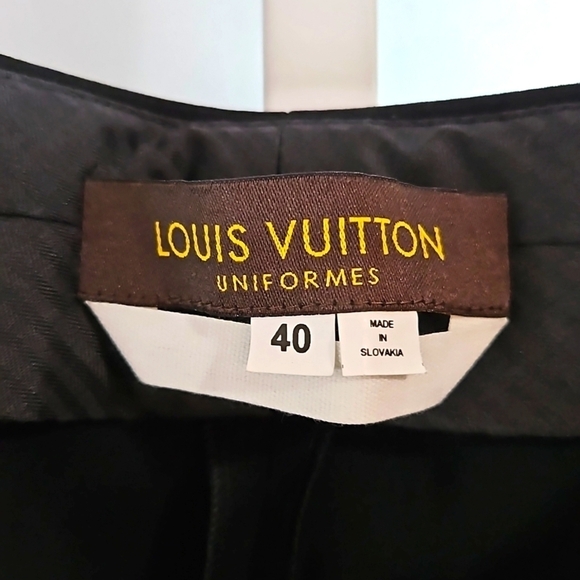 LOUIS VUITTON
UNIFORMES
40
MADE
IN
SLOVAKIA